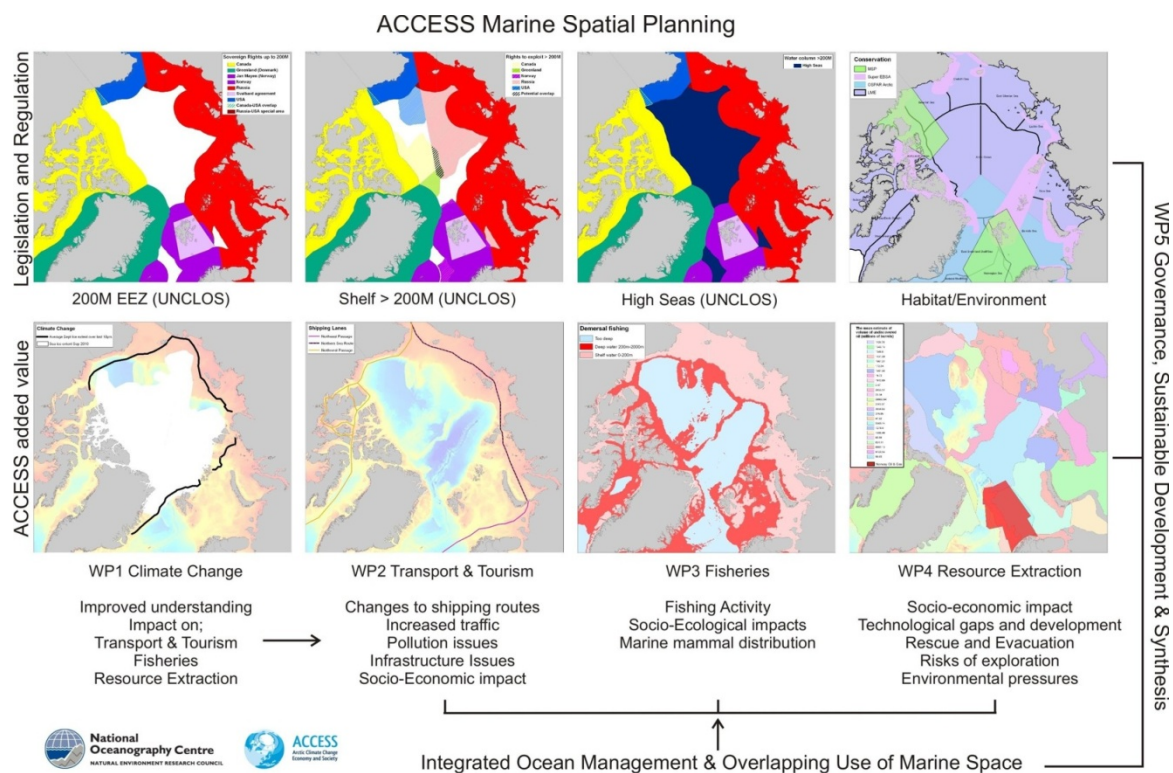 ACCESS Marine Spatial Planning
Legislation and Regulation
Sovereign Rights up to 200M
Canada
Greenland (Denmark)
Jan Mayen (Norway)
Norway
Russia
Svalbard agreement
USA
Canada-USA overlap
Russia-USA special area
Rights to exploit > 200M
Canada
Greenland
Norway
Russia
USA
Potential overlap
Water column >200M
High Seas
Conservation
OSPAR Arctic
LME
200M EEZ (UNCLOS)
Shelf > 200M (UNCLOS)
High Seas (UNCLOS)
Habitat/Environment
ACCESS added value
Climate Change
Shipping Lanes
Northwest Passage
Northern Sea Route
Northeast Passage
Demersal fishing
Too deep
Deep water 200m-2000m
Shelf water 0-200m
WP1 Climate Change
WP2 Transport & Tourism
WP3 Fisheries
WP4 Resource Extraction
Improved understanding
Impact on;
Transport & Tourism
Fisheries
Resource Extraction
Changes to shipping routes
Increased traffic
Pollution issues
Infrastructure Issues
Socio-Economic impact
Fishing Activity
Socio-Ecological impacts
Marine mammal distribution
Socio-economic impact
Technological gaps and development
Rescue and Evacuation
Risks of exploration
Environmental pressures
WP5 Governance, Sustainable Development & Synthesis
National
Oceanography Centre
NATURAL ENVIRONMENT RESEARCH COUNCIL
ACCESS
Arctic Climate Change
Economy and Society
Integrated Ocean Management & Overlapping Use of Marine Space